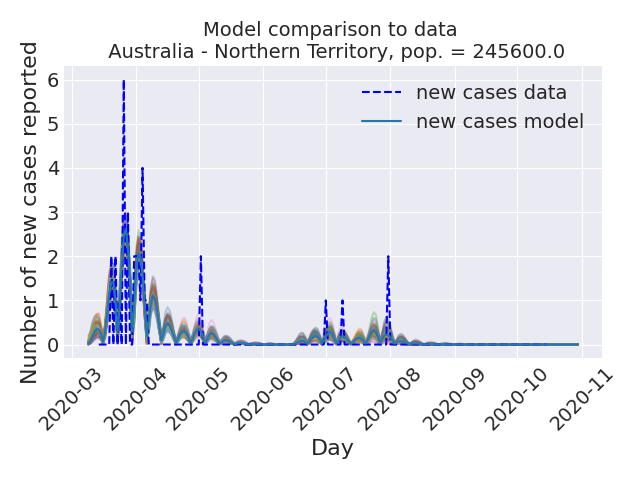 Model comparison to data
Australia - Northern Territory, pop. = 245600.0
Number of new cases reported
6
5
4
3
2
1
0
new cases data
new cases model
2020-03
2020-04
2020-05
2020-06
2020-07
2020-08
2020-09
2020-10
2020-11
Day